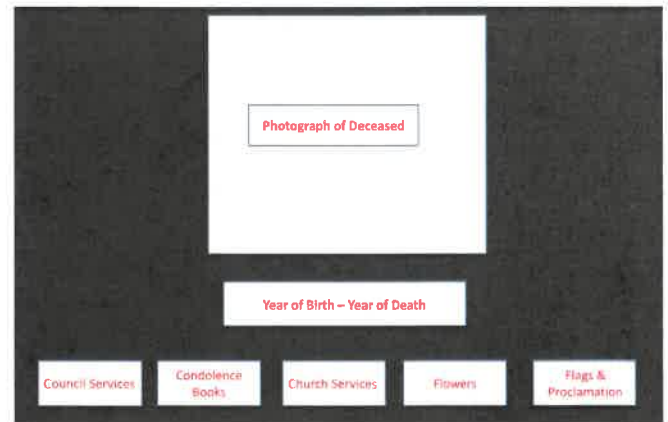 Photograph of Deceased
Year of Birth – Year of Death
Council Services
Condolence
Books
Church Services
Flowers
Flags &
Proclamation